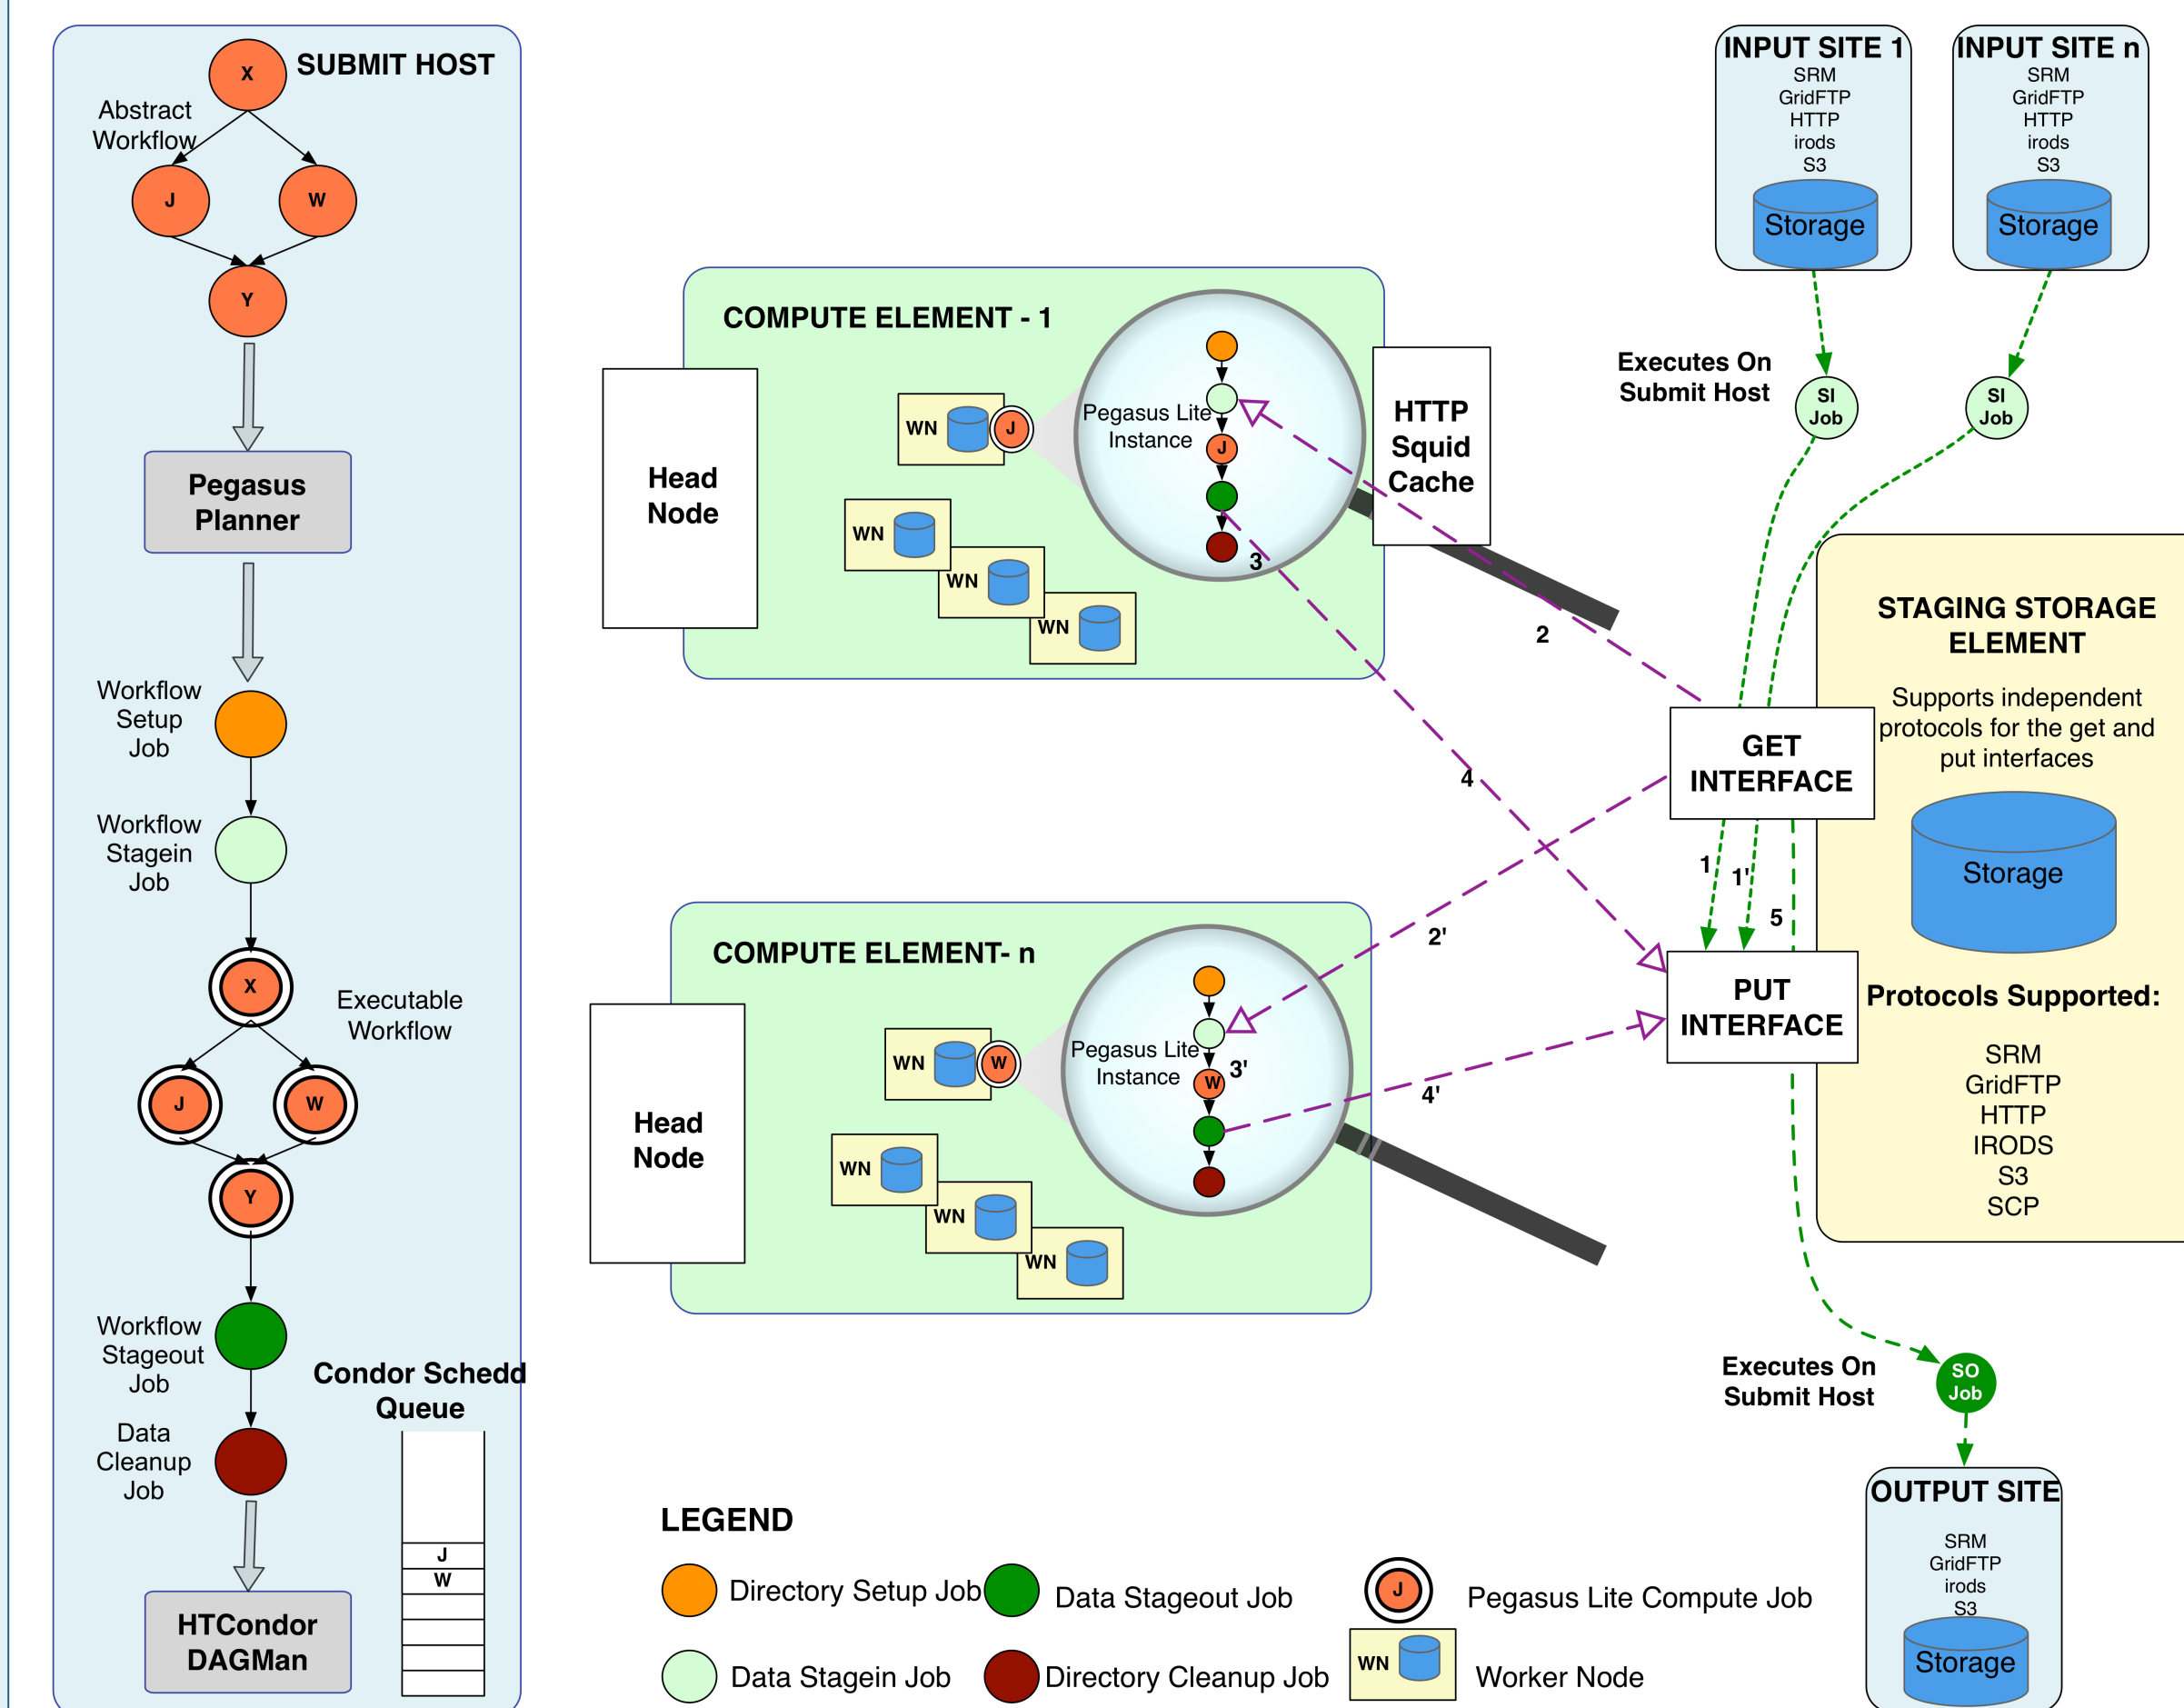 SUBMIT HOST
X
Abstract
Workflow
J
W
Y
Pegasus
Planner
Workflow
Setup
Job
Workflow
Stagein
Job
X
Executable
Workflow
J
W
Y
Workflow
Stageout
Job
Data
Cleanup
Job
Condor Schedd
Queue
J
W
HTCondor
DAGMan
COMPUTE ELEMENT - 1
Head
Node
WN
J
WN
WN
WN
Pegasus Lite
Instance
J
3
HTTP
Squid
Cache
2
4
COMPUTE ELEMENT- n
Head
Node
WN
W
WN
WN
WN
Pegasus Lite
Instance
W
3'
2'
4'
INPUT SITE 1
SRM
GridFTP
HTTP
irods
S3
Storage
INPUT SITE n
SRM
GridFTP
HTTP
irods
S3
Storage
Executes On
Submit Host
SI
Job
SI
Job
STAGING STORAGE
ELEMENT
Supports independent
protocols for the get and
put interfaces
GET
INTERFACE
Storage
1
1'
5
PUT
INTERFACE
Protocols Supported:
SRM
GridFTP
HTTP
IRODS
S3
SCP
Executes On
Submit Host
SO
Job
OUTPUT SITE
SRM
GridFTP
irods
S3
Storage
LEGEND
Directory Setup Job
Data Stageout Job
J
Pegasus Lite Compute Job
Data Stagein Job
Directory Cleanup Job
WN
Worker Node